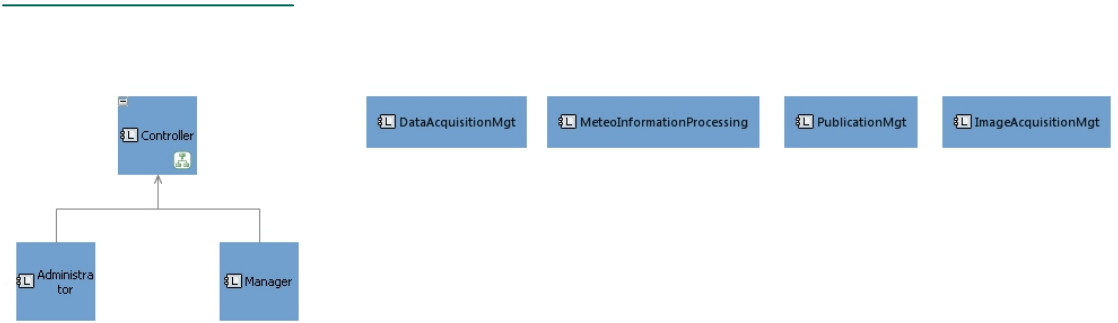 L Controller
L DataAcquisitionMgt
L MeteoInformationProcessing
L PublicationMgt
L ImageAcquisitionMgt
L Administra
tor
L Manager